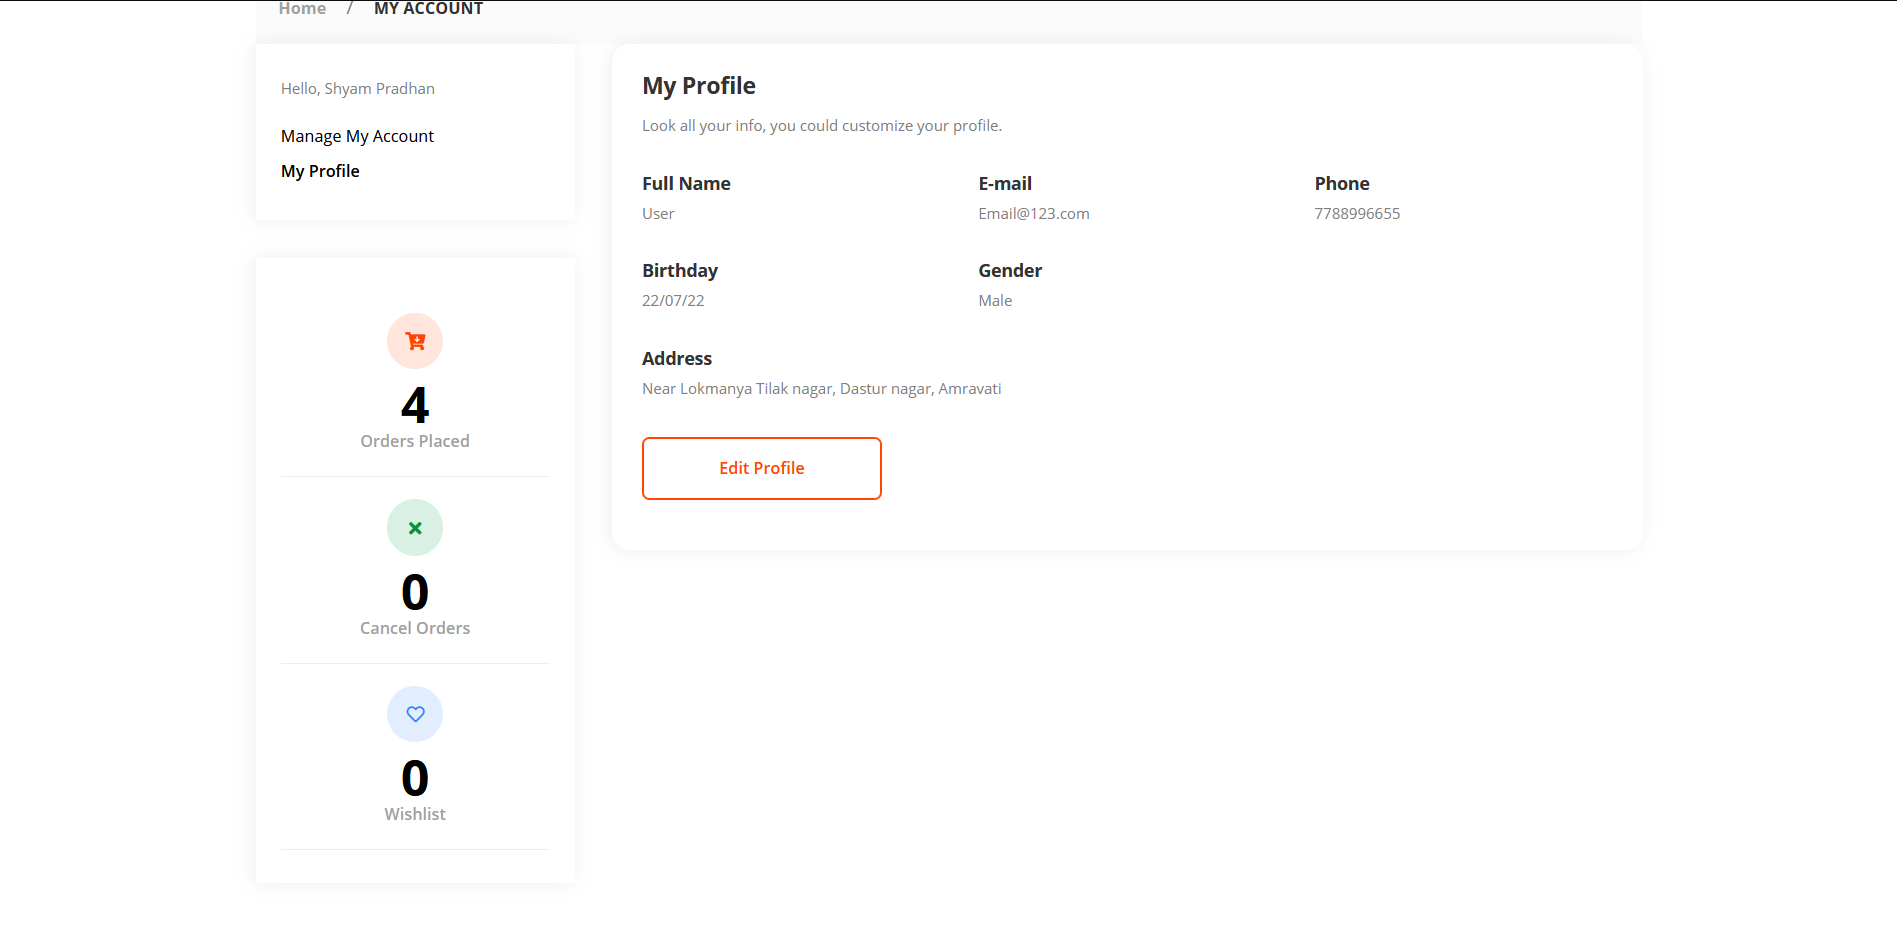 Home / MY ACCOUNT
Hello, Shyam Pradhan
Manage My Account
My Profile
4
Orders Placed
0
Cancel Orders
0
Wishlist
My Profile
Look all your info, you could customize your profile.
Full Name E-mail Phone
User Email@123.com 7788996655
Birthday Gender
22/07/22 Male
Address
Near Lokmanya Tilak nagar, Dastur nagar, Amravati
Edit Profile